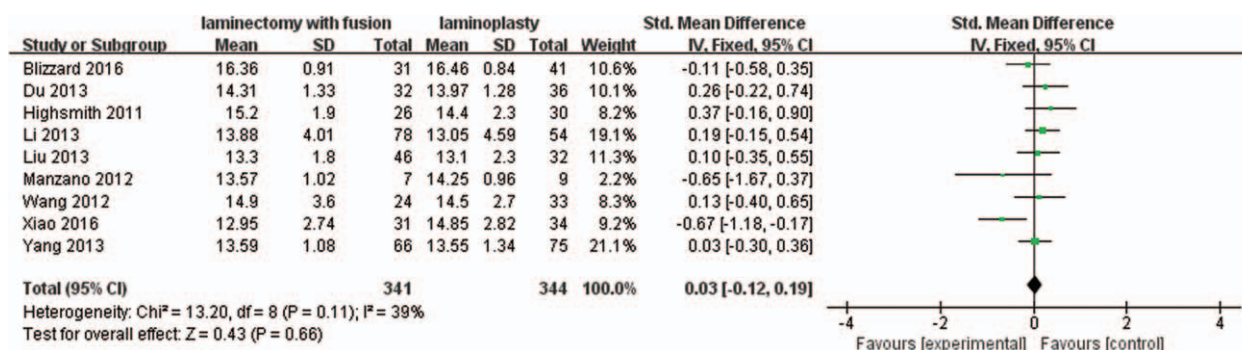 laminectomy with fusion laminoplasty Std. Mean Difference Std. Mean Difference
Study or Subgroup Mean SD Total Mean SD Total Weight IV, Fixed, 95% CI IV, Fixed, 95% CI
Blizzard 2016 16.36 0.91 31 16.46 0.84 41 10.6% -0.11 [-0.58, 0.35]
Du 2013 14.31 1.33 32 13.97 1.28 36 10.1% 0.26 [-0.22, 0.74]
Highsmith 2011 15.2 1.9 26 14.4 2.3 30 8.2% 0.37 [-0.16, 0.90]
Li 2013 13.88 4.01 78 13.05 4.59 54 19.1% 0.19 [-0.15, 0.54]
Liu 2013 13.3 1.8 46 13.1 2.3 32 11.3% 0.10 [-0.35, 0.55]
Manzano 2012 13.57 1.02 7 14.25 0.96 9 2.2% -0.65 [-1.67, 0.37]
Wang 2012 14.9 3.6 24 14.5 2.7 33 8.3% 0.13 [-0.40, 0.65]
Xiao 2016 12.95 2.74 31 14.85 2.82 34 9.2% -0.67 [-1.18, -0.17]
Yang 2013 13.59 1.08 66 13.55 1.34 75 21.1% 0.03 [-0.30, 0.36]
Total (95% CI) 341 344 100.0% 0.03 [-0.12, 0.19]
Heterogeneity: Chi² = 13.20, df = 8 (P = 0.11); I² = 39%
Test for overall effect: Z = 0.43 (P = 0.66)
-4 -2 0 2 4
Favours [experimental] Favours [control]